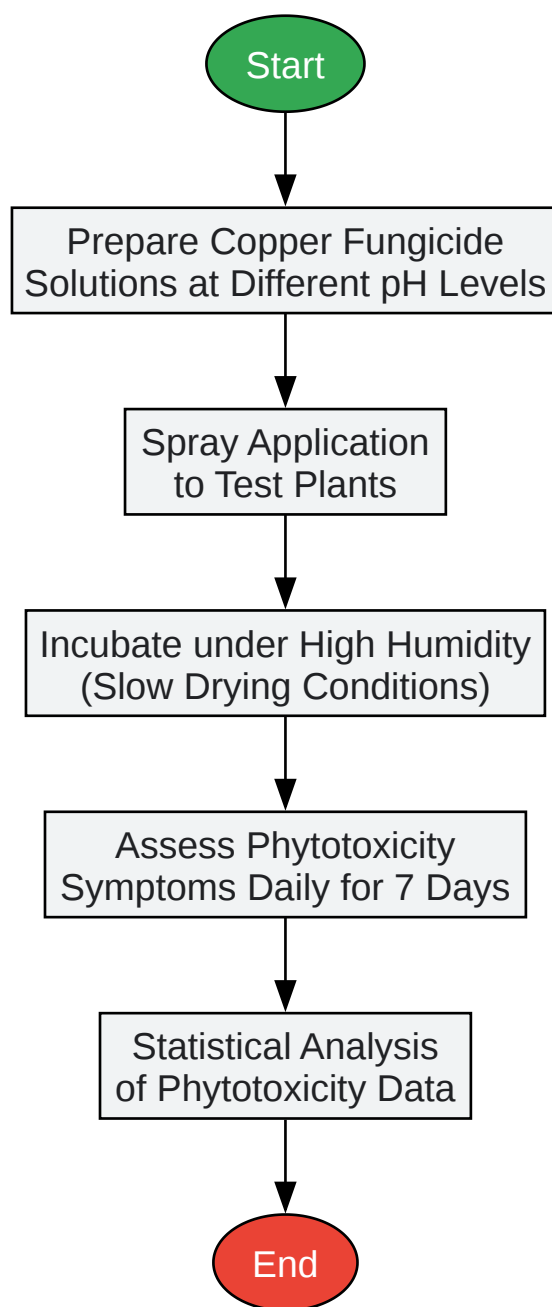 Start
Prepare Copper Fungicide
Solutions at Different pH Levels
Spray Application
to Test Plants
Incubate under High Humidity
(Slow Drying Conditions)
Assess Phytotoxicity
Symptoms Daily for 7 Days
Statistical Analysis
of Phytotoxicity Data
End